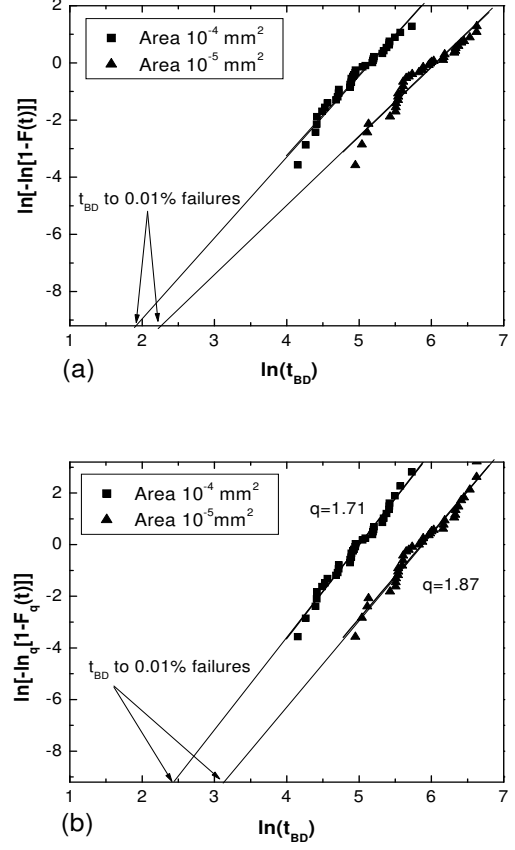 2
0
-2
-4
-6
-8
ln[-ln[1-F(t)]]
■ Area 10⁻⁴ mm²
▲ Area 10⁻⁵ mm²
t_BD to 0.01% failures
1 2 3 4 5 6 7
(a)
ln(t_BD)
2
0
-2
-4
-6
-8
ln[-ln_q[1-F_q(t)]]
■ Area 10⁻⁴ mm²
▲ Area 10⁻⁵ mm²
q=1.71
q=1.87
t_BD to 0.01% failures
1 2 3 4 5 6 7
(b)
ln(t_BD)